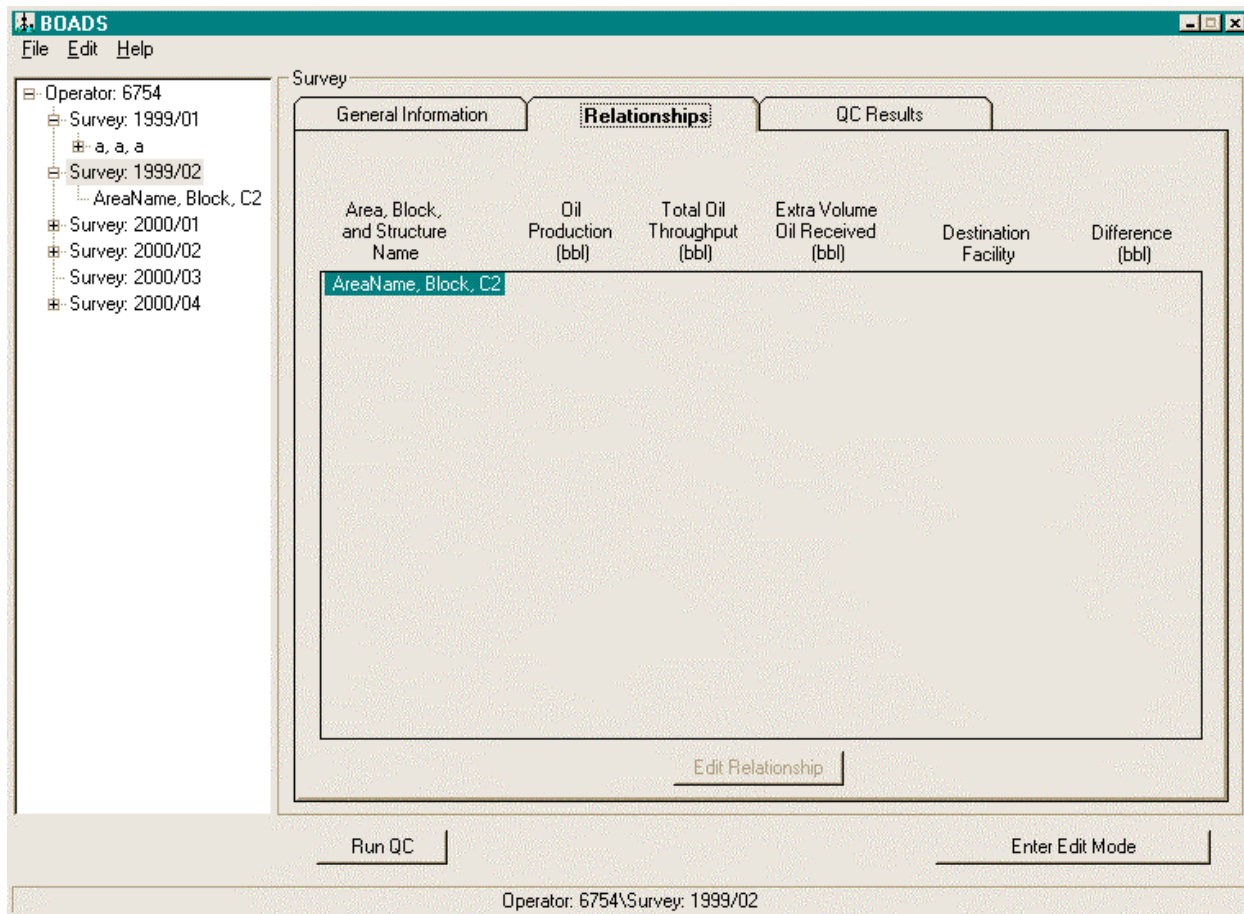 BOADS
File Edit Help
Operator: 6754
Survey: 1999/01
a, a, a
Survey: 1999/02
AreaName, Block, C2
Survey: 2000/01
Survey: 2000/02
Survey: 2000/03
Survey: 2000/04
Survey
General Information Relationships QC Results
Area, Block,
and Structure
Name
Oil
Production
(bbl)
Total Oil
Throughput
(bbl)
Extra Volume
Oil Received
(bbl)
Destination
Facility
Difference
(bbl)
AreaName, Block, C2
Edit Relationship
Run QC Enter Edit Mode
Operator: 6754\Survey: 1999/02